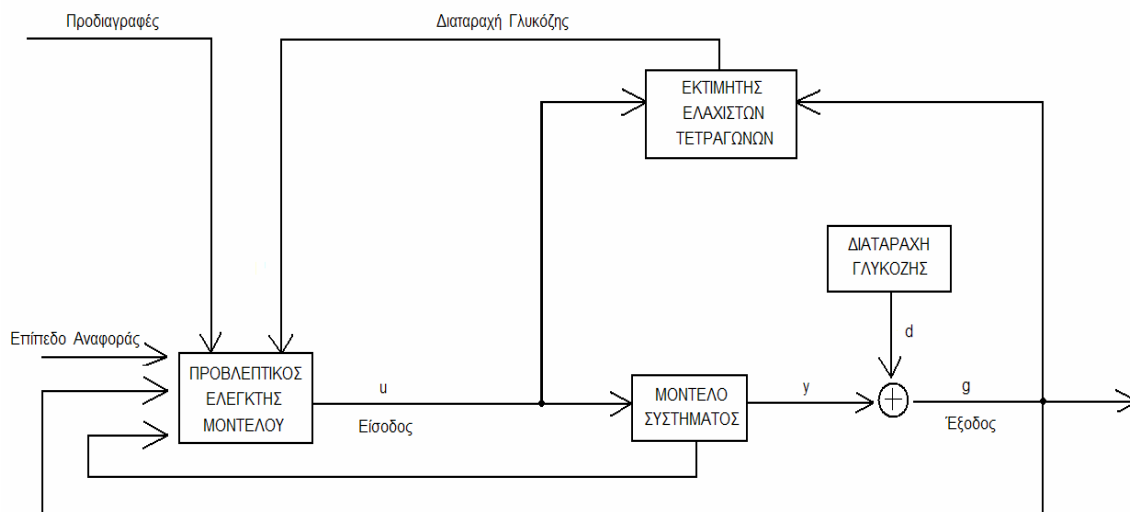 Προδιαγραφές
Διαταραχή Γλυκόζης
ΕΚΤΙΜΗΤΗΣ
ΕΛΑΧΙΣΤΩΝ
ΤΕΤΡΑΓΩΝΩΝ
ΔΙΑΤΑΡΑΧΗ
ΓΛΥΚΟΖΗΣ
d
Επίπεδο Αναφοράς
ΠΡΟΒΛΕΠΤΙΚΟΣ
ΕΛΕΓΚΤΗΣ
ΜΟΝΤΕΛΟΥ
u
Είσοδος
ΜΟΝΤΕΛΟ
ΣΥΣΤΗΜΑΤΟΣ
y
+
g
Έξοδος